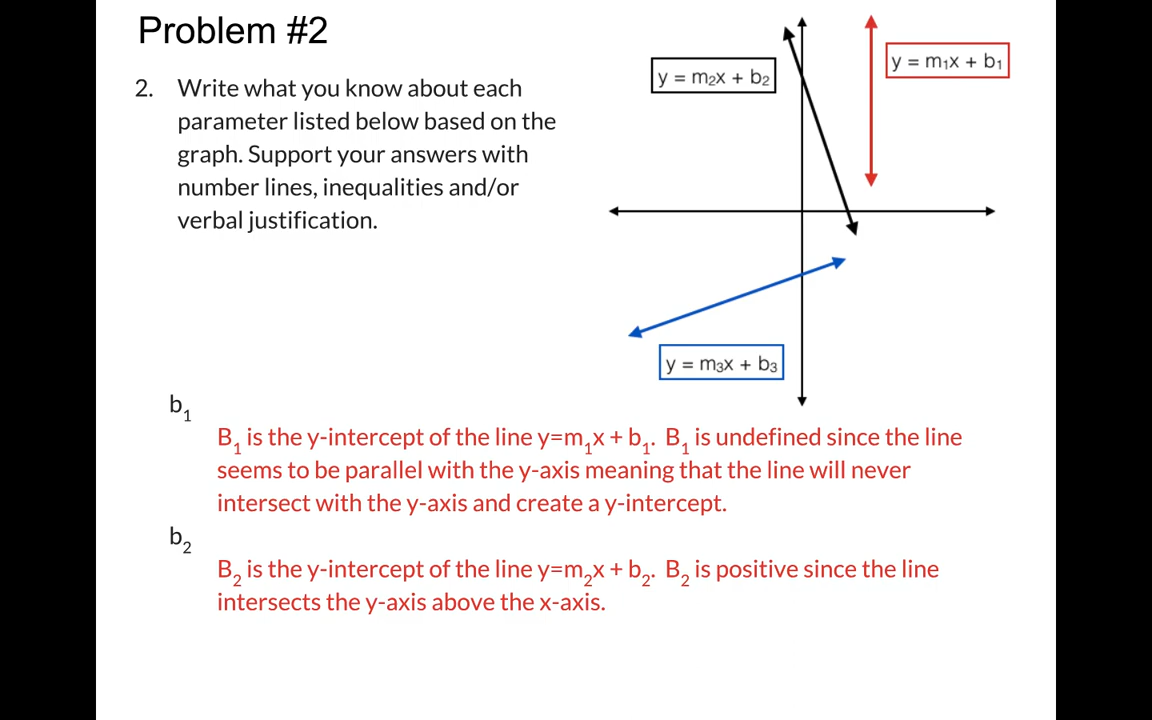 Problem #2
2. Write what you know about each
parameter listed below based on the
graph. Support your answers with
number lines, inequalities and/or
verbal justification.
y = m₂x + b₂
y = m₁x + b₁
y = m₃x + b₃
b₁
B₁ is the y-intercept of the line y=m₁x + b₁. B₁ is undefined since the line
seems to be parallel with the y-axis meaning that the line will never
intersect with the y-axis and create a y-intercept.
b₂
B₂ is the y-intercept of the line y=m₂x + b₂. B₂ is positive since the line
intersects the y-axis above the x-axis.